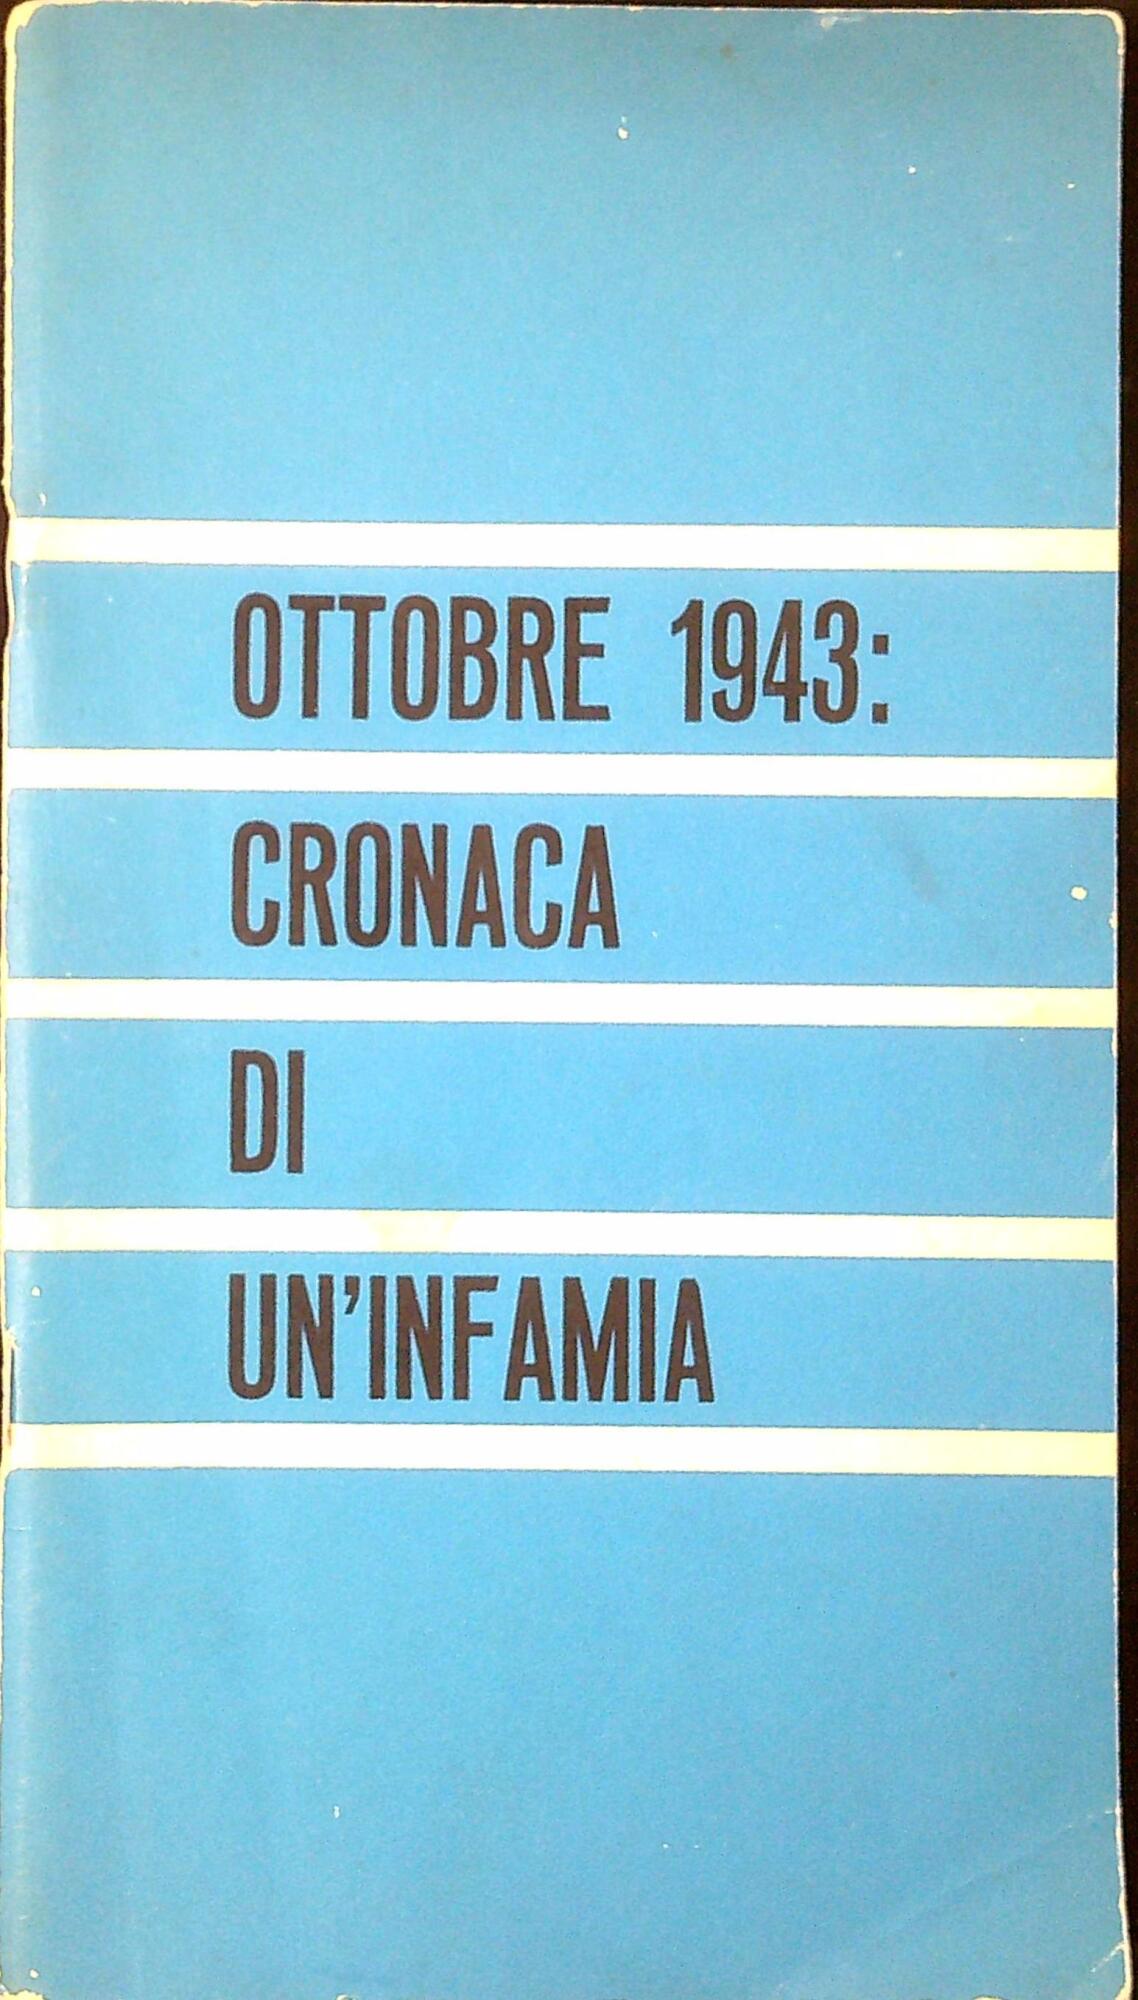 OTTOBRE 1943:
CRONACA
DI
UN'INFAMIA